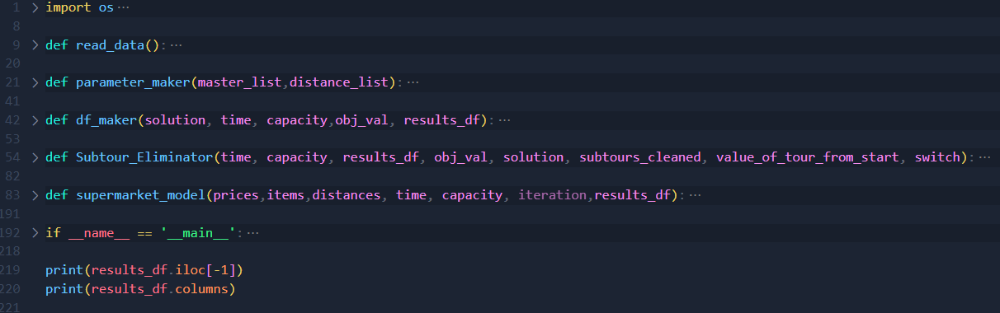 1 > import os ···
8
9 > def read_data(): ···
20
21 > def parameter_maker(master_list,distance_list): ···
41
42 > def df_maker(solution, time, capacity,obj_val, results_df): ···
53
54 > def Subtour_Eliminator(time, capacity, results_df, obj_val, solution, subtours_cleaned, value_of_tour_from_start, switch): ···
82
83 > def supermarket_model(prices,items,distances, time, capacity, iteration,results_df): ···
191
192 > if __name__ == '__main__': ···
218
219 print(results_df.iloc[-1])
220 print(results_df.columns)
221